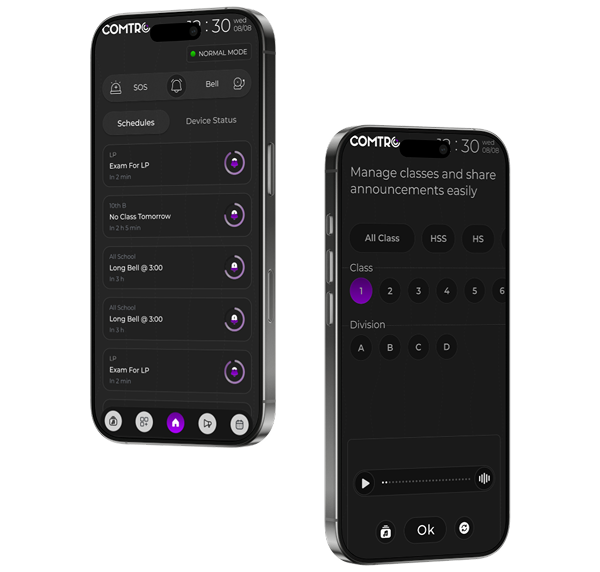 COMTRO
12:30
wed
08/08
NORMAL MODE
SOS
Bell
Schedules
Device Status
LP
Exam For LP
In 2 min
10th B
No Class Tomorrow
In 2 h 5 min
All School
Long Bell @ 3:00
In 3 h
All School
Long Bell @ 3:00
In 3 h
LP
Exam For LP
In 2 min
COMTRO
:30
wed
08/08
Manage classes and share
announcements easily
All Class
HSS
HS
Class
1 2 3 4 5 6
Division
A B C D
Ok